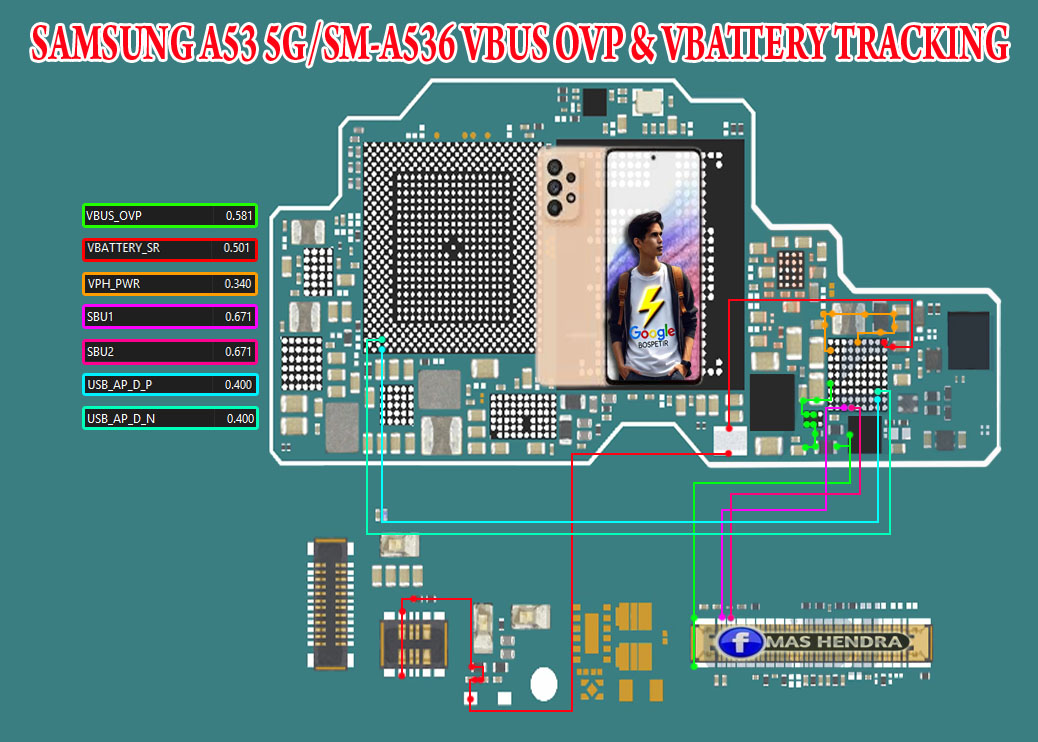 SAMSUNG A53 5G/SM-A536 VBUS OVP & VBATTERY TRACKING
VBUS_OVP 0.581
VBATTERY_SR 0.501
VPH_PWR 0.340
SBU1 0.671
SBU2 0.671
USB_AP_D_P 0.400
USB_AP_D_N 0.400
Google
BOSPETIR
f MAS HENDRA